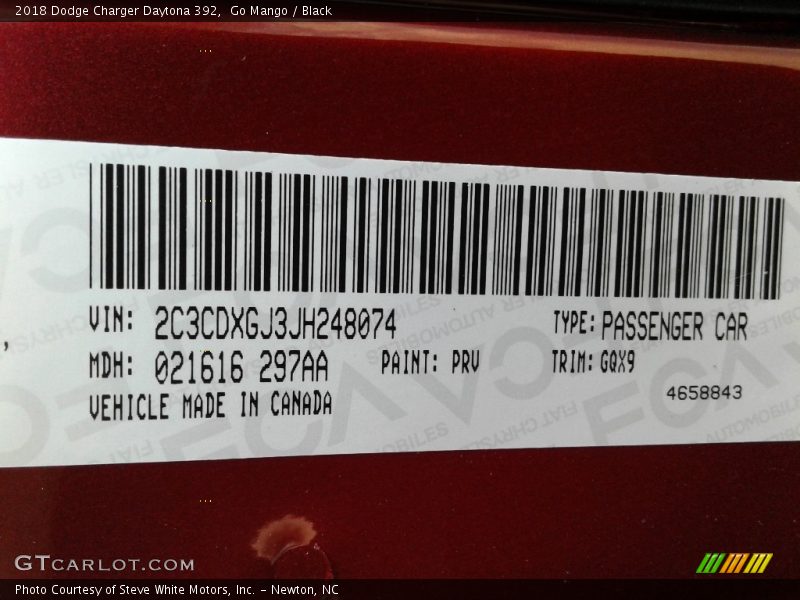 2018 Dodge Charger Daytona 392,  Go Mango / Black
VIN: 2C3CDXGJ3JH248074 TYPE: PASSENGER CAR
MDH: 021616 297AA PAINT: PRV TRIM: GQX9
4658843
VEHICLE MADE IN CANADA
GTCARLOT.COM
Photo Courtesy of Steve White Motors, Inc. – Newton, NC